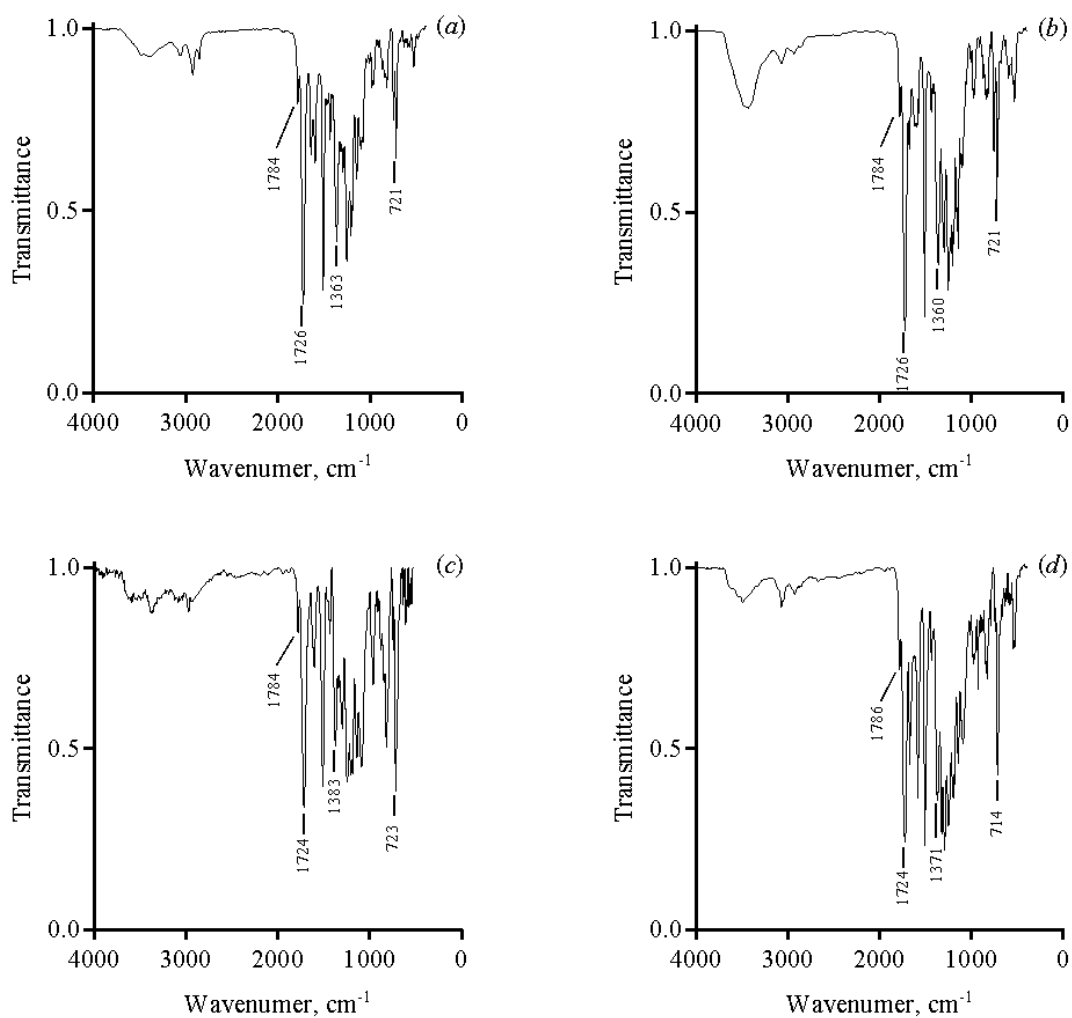 (a)
1.0
0.5
0.0
Transmittance
1784
1726
1363
721
4000 3000 2000 1000 0
Wavenumer, cm-1
(b)
1.0
0.5
0.0
Transmittance
1784
1726
1360
721
4000 3000 2000 1000 0
Wavenumer, cm-1
(c)
1.0
0.5
0.0
Transmittance
1784
1724
1383
723
4000 3000 2000 1000 0
Wavenumer, cm-1
(d)
1.0
0.5
0.0
Transmittance
1786
1724
1371
714
4000 3000 2000 1000 0
Wavenumer, cm-1